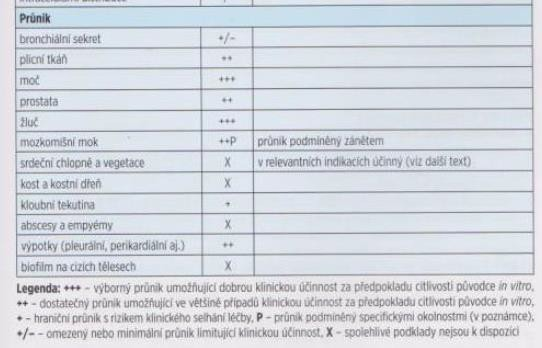 Průnik
bronchiální sekret +/–
plicní tkáň ++
moč +++
prostata ++
žluč +++
mozkomíšní mok ++P průnik podmíněný zánětem
srdeční chlopně a vegetace X v relevantních indikacích účinný (viz další text)
kost a kostní dřeň X
kloubní tekutina +
abscesy a empyémy X
výpotky (pleurální, perikardiální aj.) ++
biofilm na cizích tělesech X
Legenda: +++ – výborný průnik umožňující dobrou klinickou účinnost za předpokladu citlivosti původce in vitro,
++ – dostatečný průnik umožňující ve většině případů klinickou účinnost za předpokladu citlivosti původce in vitro,
+ – hraniční průnik s rizikem klinického selhání léčby, P – průnik podmíněný specifickými okolnostmi (v poznámce),
+/– – omezený nebo minimální průnik limitující klinickou účinnost, X – spolehlivé podklady nejsou k dispozici